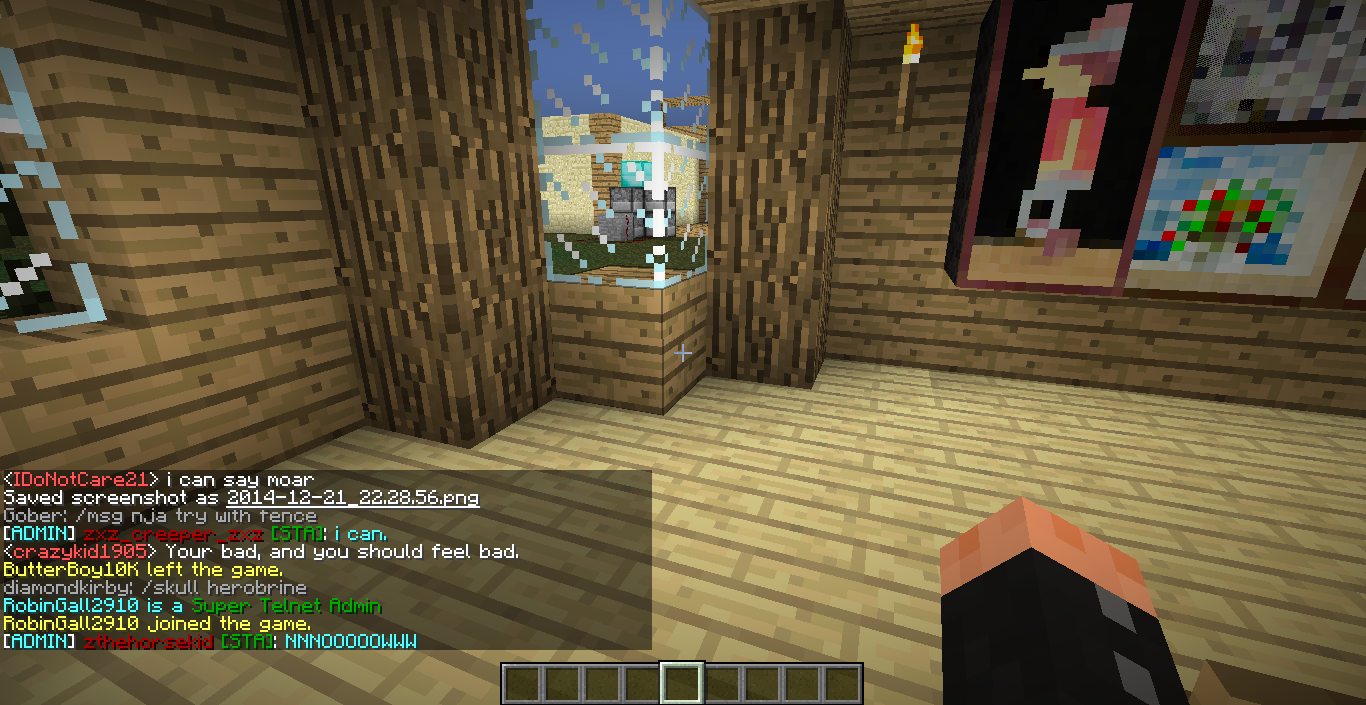 <IDoNotCare21> i can say moar
Saved screenshot as 2014-12-21_22.28.56.png
Gober: /msg nja try with fence
[ADMIN] zxz_creeper_zxz [STA]: i can.
<crazykid1905> Your bad, and you should feel bad.
ButterBoy10K left the game.
diamondkirby: /skull herobrine
RobinGall2910 is a Super Telnet Admin
RobinGall2910 joined the game.
[ADMIN] zthehorsekid [STA]: NNNOOOOOWWW